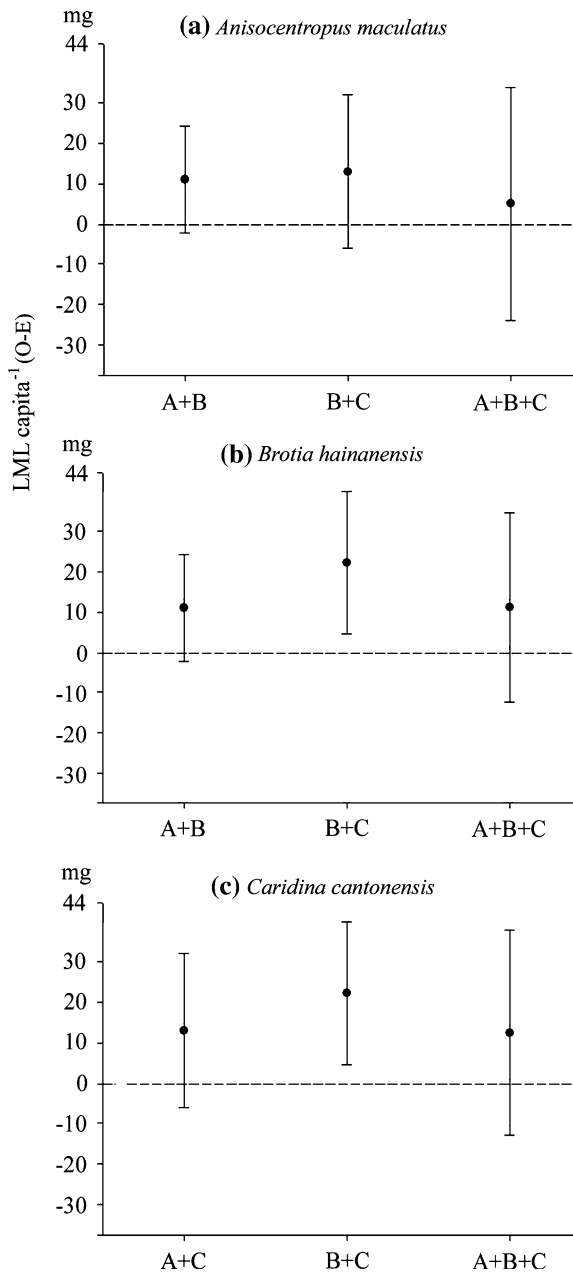 mg
(a) Anisocentropus maculatus
44
30
20
10
0
-10
-20
-30
A+B B+C A+B+C
LML capita⁻¹ (O-E)
mg
(b) Brotia hainanensis
44
30
20
10
0
-10
-20
-30
A+B B+C A+B+C
mg
(c) Caridina cantonensis
44
30
20
10
0
-10
-20
-30
A+C B+C A+B+C